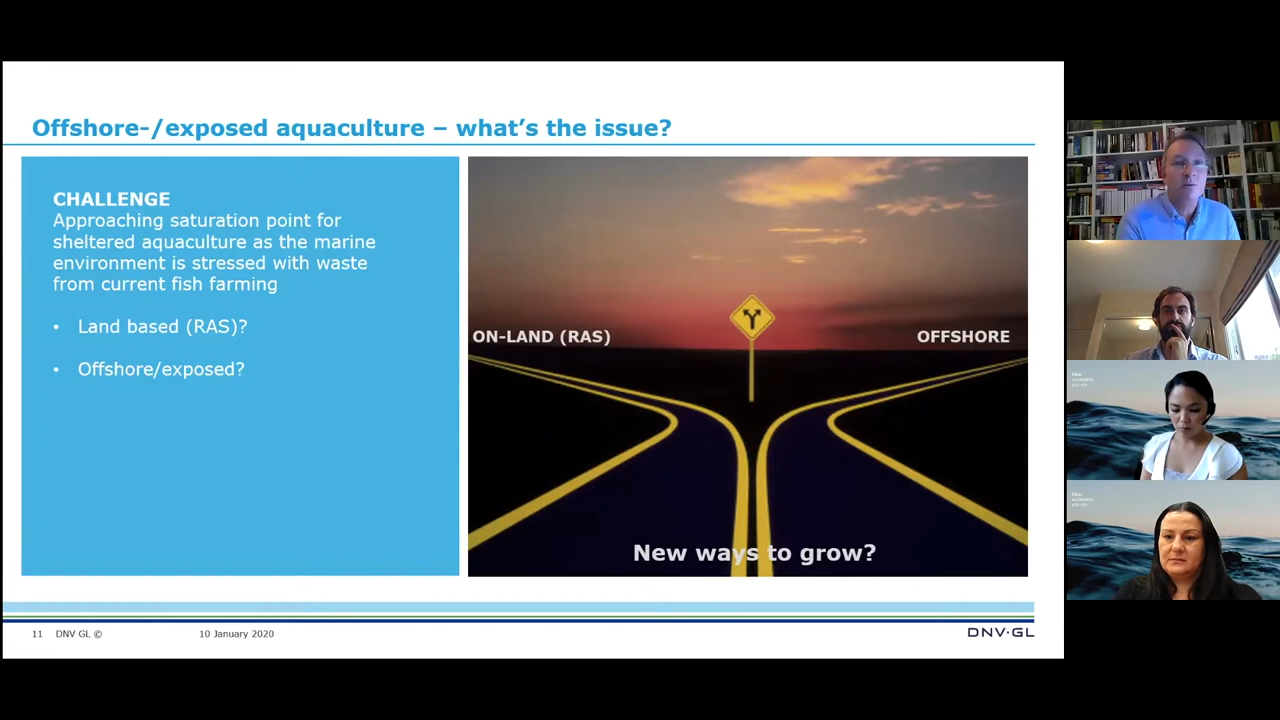 Offshore-/exposed aquaculture – what's the issue?
CHALLENGE
Approaching saturation point for
sheltered aquaculture as the marine
environment is stressed with waste
from current fish farming
• Land based (RAS)?
• Offshore/exposed?
ON-LAND (RAS)
OFFSHORE
New ways to grow?
11 DNV GL © 10 January 2020
DNV·GL